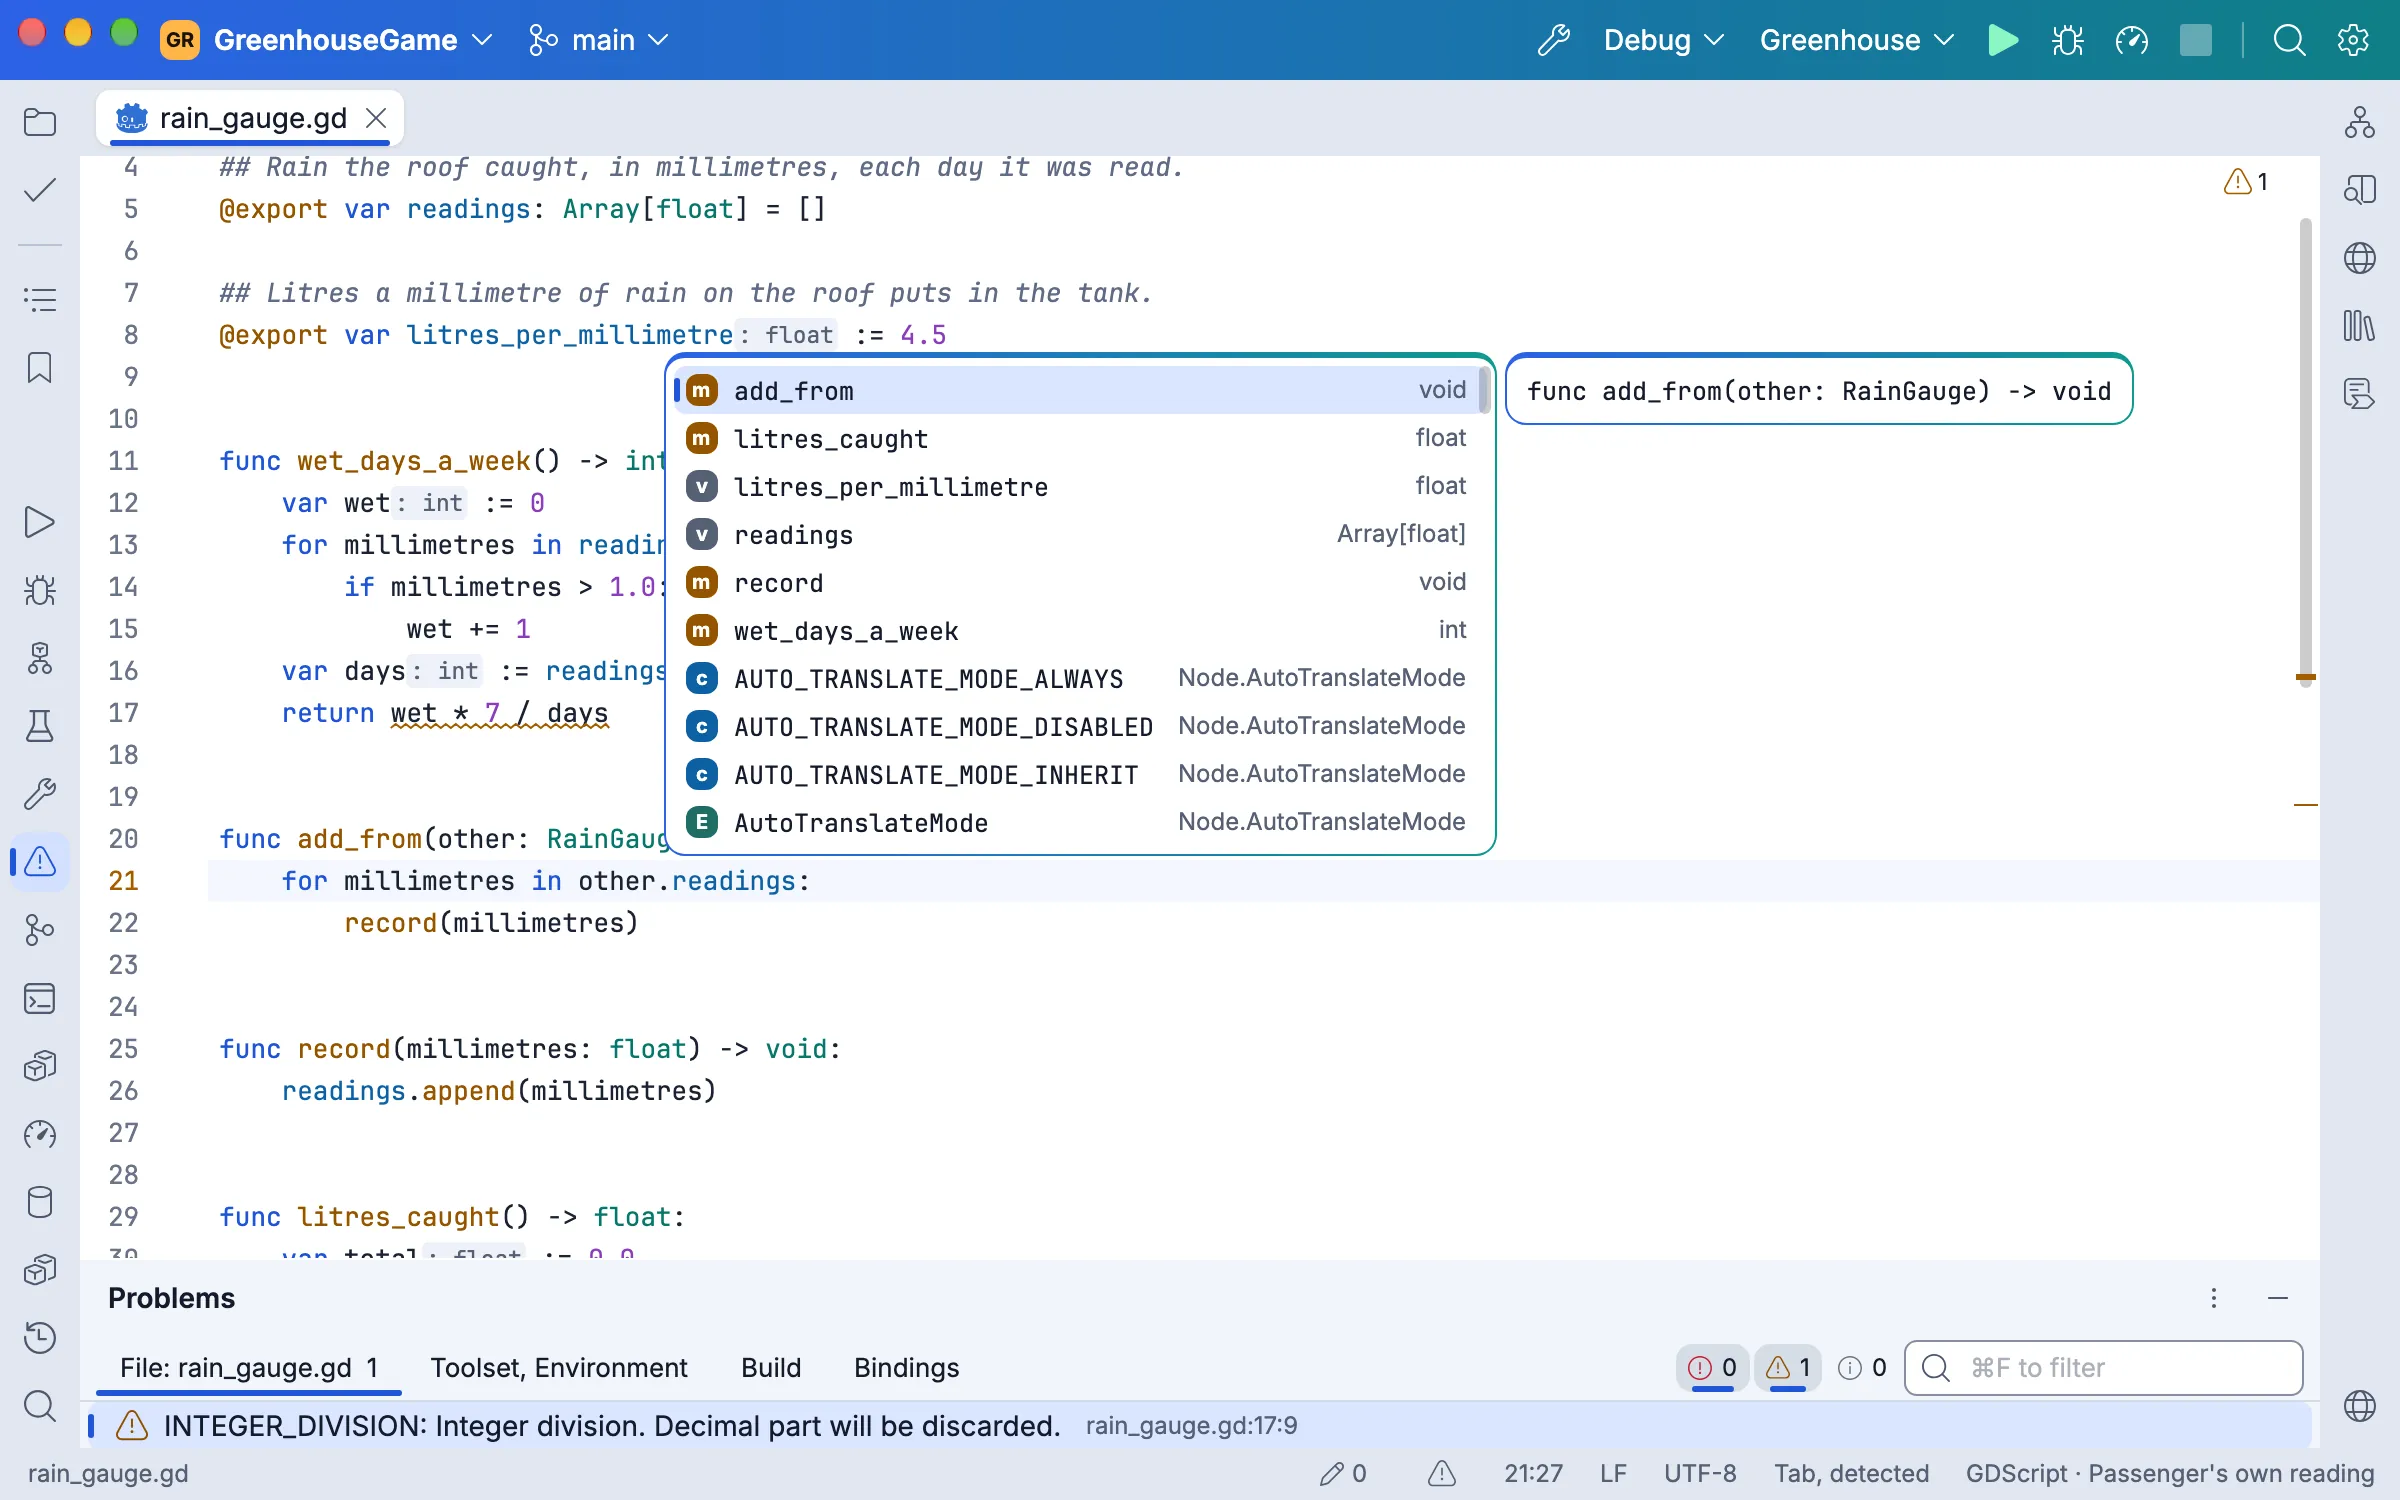 GR GreenhouseGame main Debug Greenhouse
rain_gauge.gd
4 ## Rain the roof caught, in millimetres, each day it was read.
1
5 @export var readings: Array[float] = []
6
7 ## Litres a millimetre of rain on the roof puts in the tank.
8 @export var litres_per_millimetre: float := 4.5
9
10
11 func wet_days_a_week() -> int
12 var wet: int := 0
13 for millimetres in readin
14 if millimetres > 1.0:
15 wet += 1
16 var days: int := readings
17 return wet * 7 / days
18
19
20 func add_from(other: RainGaug
21 for millimetres in other.readings:
22 record(millimetres)
23
24
25 func record(millimetres: float) -> void:
26 readings.append(millimetres)
27
28
29 func litres_caught() -> float:
30 var total: float := 0.0
m add_from void
m litres_caught float
v litres_per_millimetre float
v readings Array[float]
m record void
m wet_days_a_week int
c AUTO_TRANSLATE_MODE_ALWAYS Node.AutoTranslateMode
c AUTO_TRANSLATE_MODE_DISABLED Node.AutoTranslateMode
c AUTO_TRANSLATE_MODE_INHERIT Node.AutoTranslateMode
E AutoTranslateMode Node.AutoTranslateMode
func add_from(other: RainGauge) -> void
Problems
File: rain_gauge.gd 1 Toolset, Environment Build Bindings 0 1 0 ⌘F to filter
INTEGER_DIVISION: Integer division. Decimal part will be discarded. rain_gauge.gd:17:9
rain_gauge.gd 0 21:27 LF UTF-8 Tab, detected GDScript · Passenger's own reading